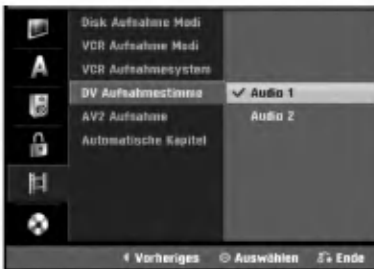 Disk Aufnahme Modi
VCR Aufnahme Modi
VCR Aufnahmesystem
DV Aufnahmestimme
✓ Audio 1
AV2 Aufnahme
Audio 2
Automatische Kapitel
Vorheriges
Auswählen
Ende